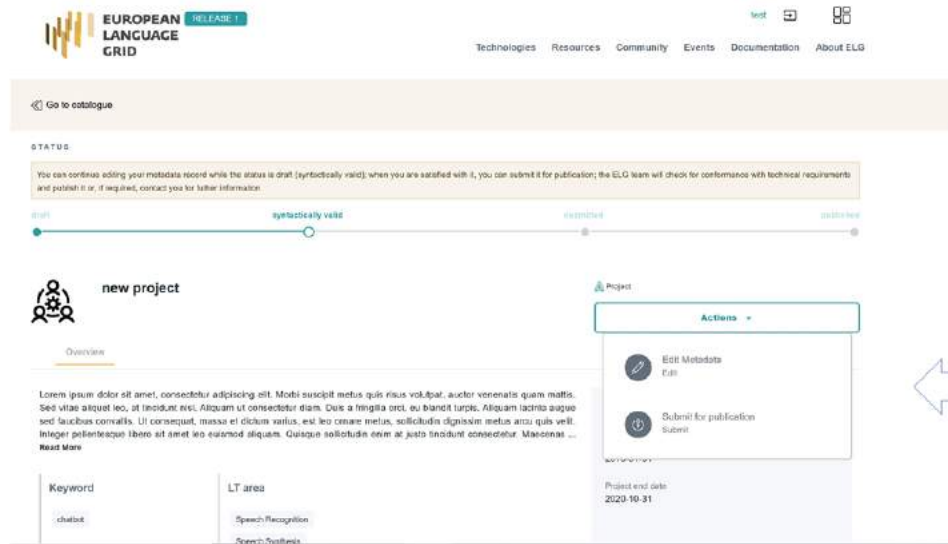 EUROPEAN
LANGUAGE
GRID
RELEASE 1
test
Technologies Resources Community Events Documentation About ELG
Go to catalogue
STATUS
You can continue editing your metadata record while the status is draft (syntactically valid); when you are satisfied with it, you can submit it for publication; the ELG team will check for conformance with technical requirements
and publish it or, if required, contact you for futher information
draft syntactically valid submitted published
new project
Project
Actions
Edit Metadata
Edit
Submit for publication
Submit
Overview
Lorem ipsum dolor sit amet, consectetur adipiscing elit. Morbi suscipit metus quis risus volutpat, auctor venenatis quam mattis.
Sed vitae aliquet leo, at tincidunt nisl. Aliquam ut consectetur diam. Duis a fringilla orci, eu blandit turpis. Aliquam lacinia augue
sed faucibus convallis. Ut consequat, massa et dictum varius, est leo ornare metus, sollicitudin dignissim metus arcu quis velit.
Integer pellentesque libero sit amet leo euismod aliquam. Quisque sollicitudin enim at justo tincidunt consectetur. Maecenas ...
Read More
Project end date
2020-10-31
Keyword
chatbot
LT area
Speech Recognition
Speech Synthesis